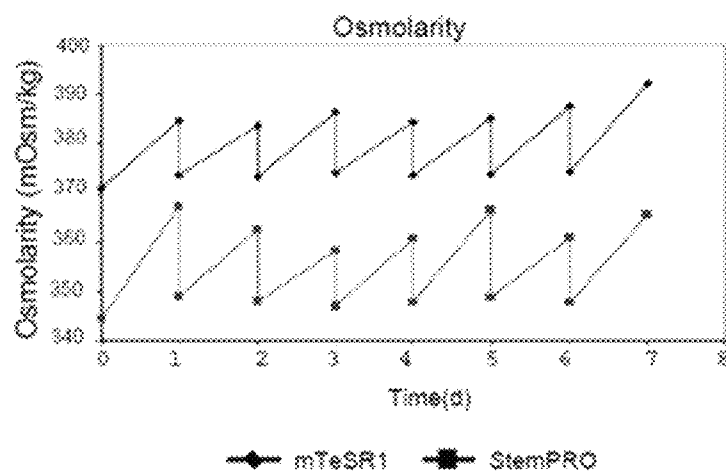 Osmolarity
400
390
380
370
360
350
340
Osmolarity (mOsm/kg)
0 1 2 3 4 5 6 7 8
Time(d)
mTeSR1 StemPRO